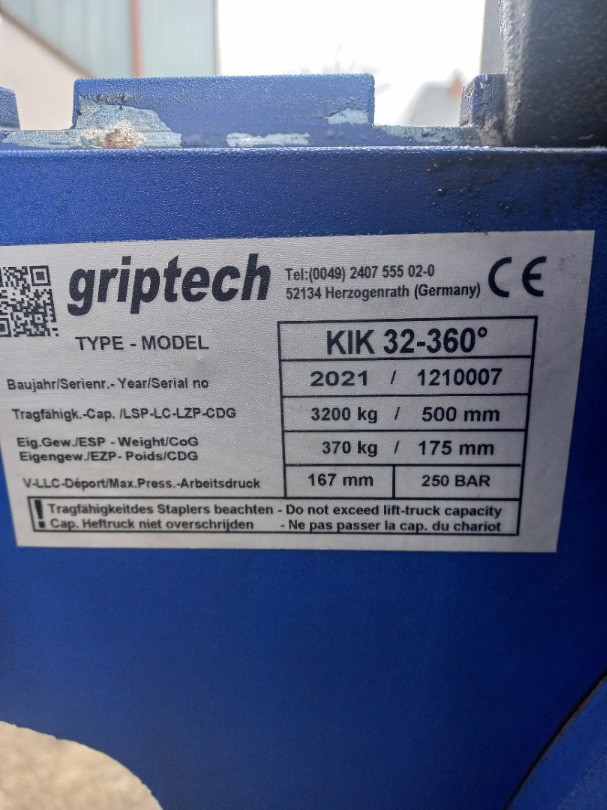 griptech
Tel:(0049) 2407 555 02-0
52134 Herzogenrath (Germany)
CE
TYPE - MODEL
KIK 32-360°
Baujahr/Serienr.- Year/Serial no
2021 / 1210007
Tragfähigk.-Cap. /LSP-LC-LZP-CDG
3200 kg / 500 mm
Eig.Gew./ESP - Weight/CoG
Eigengew./EZP- Poids/CDG
370 kg / 175 mm
V-LLC-Déport/Max.Press.-Arbeitsdruck
167 mm
250 BAR
! Tragfähigkeitdes Staplers beachten - Do not exceed lift-truck capacity
Cap. Heftruck niet overschrijden - Ne pas passer la cap. du chariot